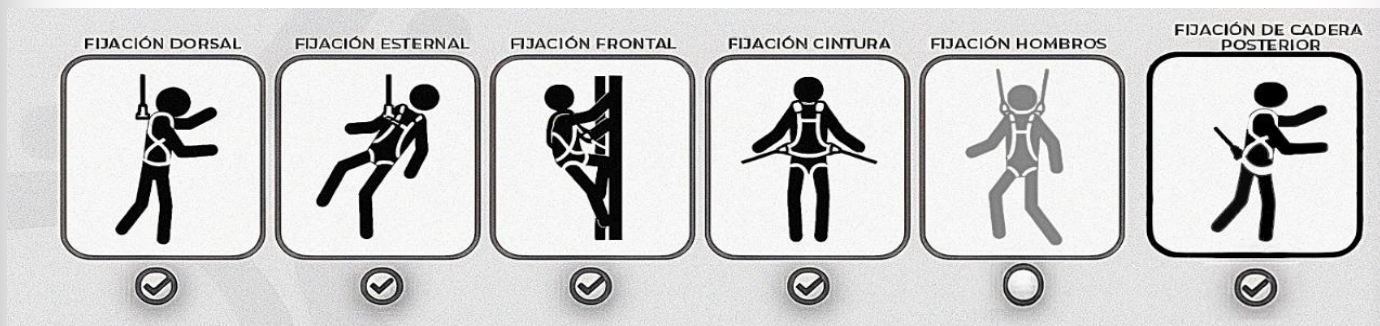 FIJACIÓN DORSAL
FIJACIÓN ESTERNAL
FIJACIÓN FRONTAL
FIJACIÓN CINTURA
FIJACIÓN HOMBROS
FIJACIÓN DE CADERA
POSTERIOR